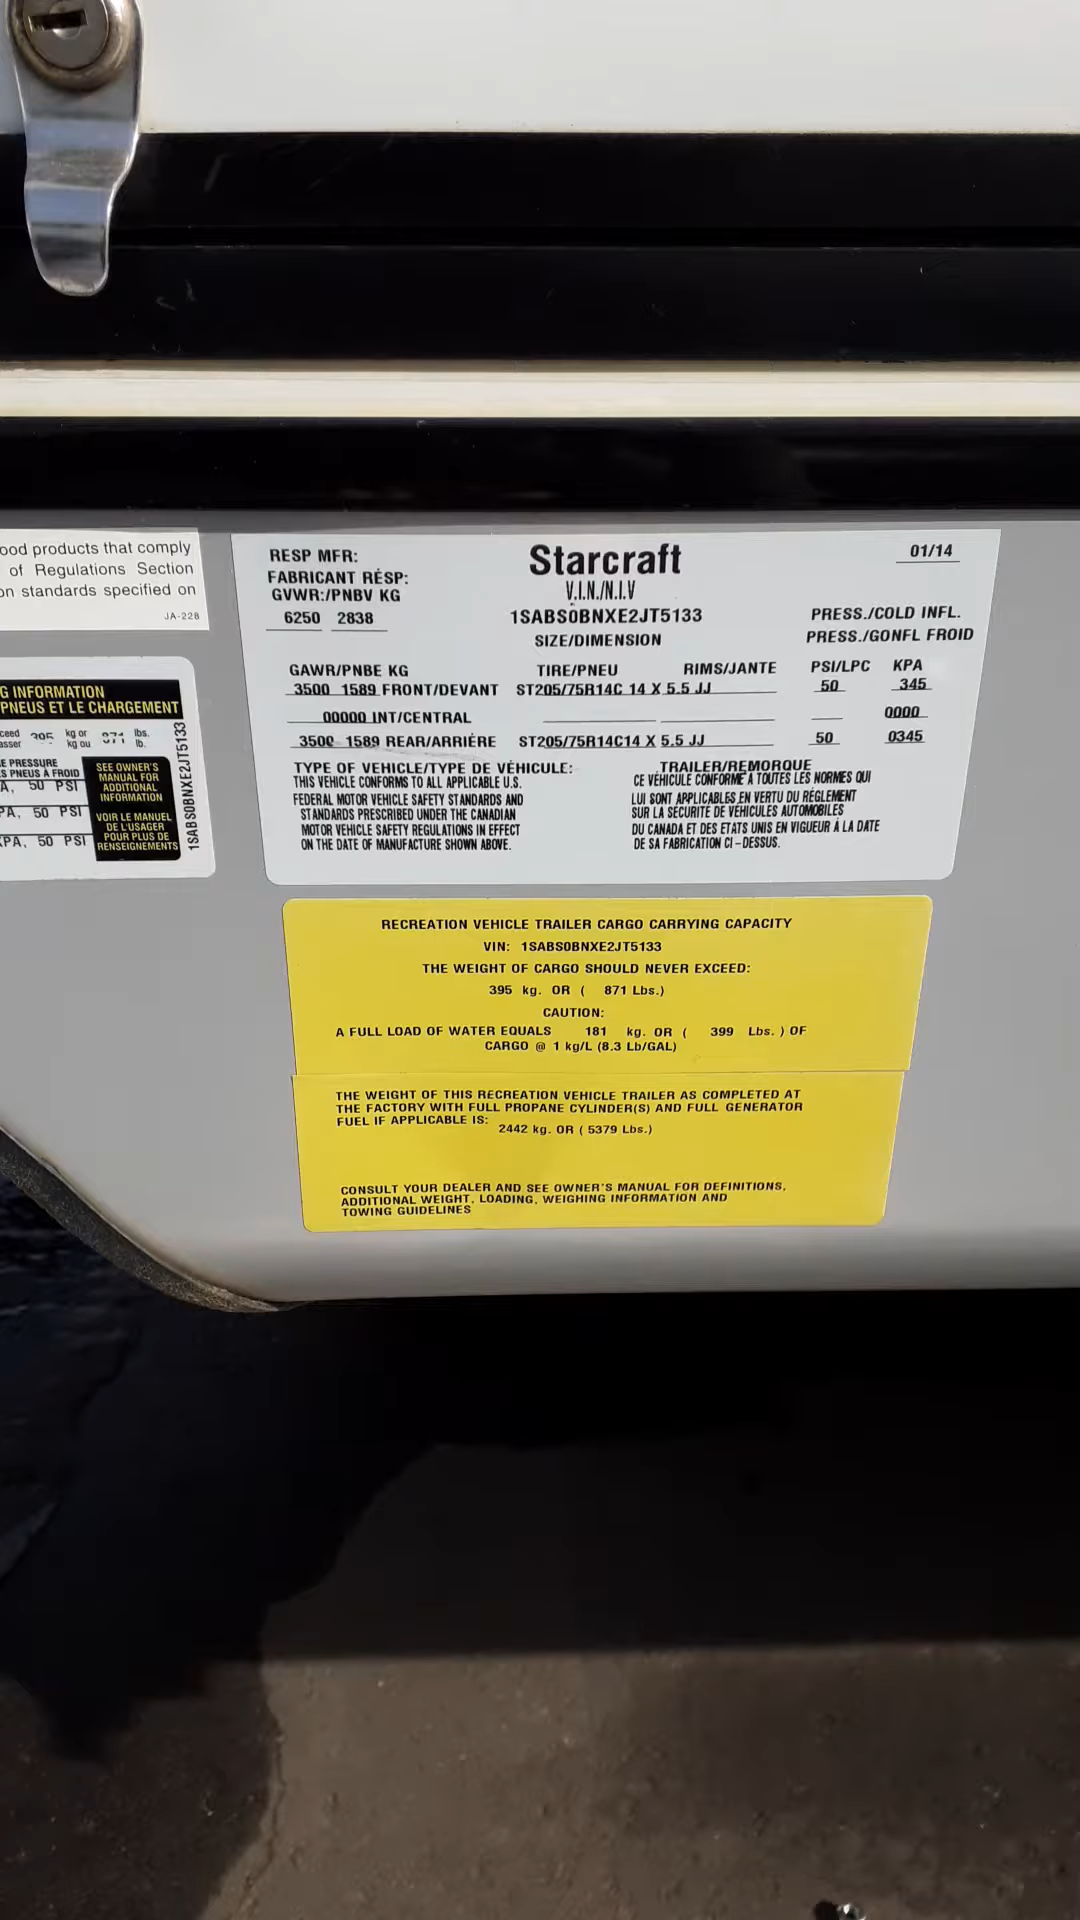 ood products that comply
of Regulations Section
on standards specified on
JA-228
G INFORMATION
PNEUS ET LE CHARGEMENT
ceed 395 kg or 871 lbs.
asser kg ou lb.
E PRESSURE
S PNEUS À FROID
A, 50 PSI
PA, 50 PSI
KPA, 50 PSI
SEE OWNER'S
MANUAL FOR
ADDITIONAL
INFORMATION
VOIR LE MANUEL
DE L'USAGER
POUR PLUS DE
RENSEIGNEMENTS
1SABS0BNXE2JT5133
RESP MFR: Starcraft 01/14
FABRICANT RÉSP: V.I.N./N.I.V
GVWR:/PNBV KG
6250 2838 1SABS0BNXE2JT5133 PRESS./COLD INFL.
SIZE/DIMENSION PRESS./GONFL FROID
GAWR/PNBE KG TIRE/PNEU RIMS/JANTE PSI/LPC KPA
3500 1589 FRONT/DEVANT ST205/75R14C 14 X 5.5 JJ 50 345
00000 INT/CENTRAL 0000
3500 1589 REAR/ARRIÈRE ST205/75R14C14 X 5.5 JJ 50 0345
TYPE OF VEHICLE/TYPE DE VÉHICULE: TRAILER/REMORQUE
THIS VEHICLE CONFORMS TO ALL APPLICABLE U.S. CE VÉHICULE CONFORME À TOUTES LES NORMES QUI
FEDERAL MOTOR VEHICLE SAFETY STANDARDS AND LUI SONT APPLICABLES EN VERTU DU RÈGLEMENT
STANDARDS PRESCRIBED UNDER THE CANADIAN SUR LA SÉCURITÉ DE VÉHICULES AUTOMOBILES
MOTOR VEHICLE SAFETY REGULATIONS IN EFFECT DU CANADA ET DES ETATS UNIS EN VIGUEUR À LA DATE
ON THE DATE OF MANUFACTURE SHOWN ABOVE. DE SA FABRICATION CI-DESSUS.
RECREATION VEHICLE TRAILER CARGO CARRYING CAPACITY
VIN: 1SABS0BNXE2JT5133
THE WEIGHT OF CARGO SHOULD NEVER EXCEED:
395 kg. OR ( 871 Lbs.)
CAUTION:
A FULL LOAD OF WATER EQUALS 181 kg. OR ( 399 Lbs. ) OF
CARGO @ 1 kg/L (8.3 Lb/GAL)
THE WEIGHT OF THIS RECREATION VEHICLE TRAILER AS COMPLETED AT
THE FACTORY WITH FULL PROPANE CYLINDER(S) AND FULL GENERATOR
FUEL IF APPLICABLE IS:
2442 kg. OR ( 5379 Lbs.)
CONSULT YOUR DEALER AND SEE OWNER'S MANUAL FOR DEFINITIONS,
ADDITIONAL WEIGHT, LOADING, WEIGHING INFORMATION AND
TOWING GUIDELINES